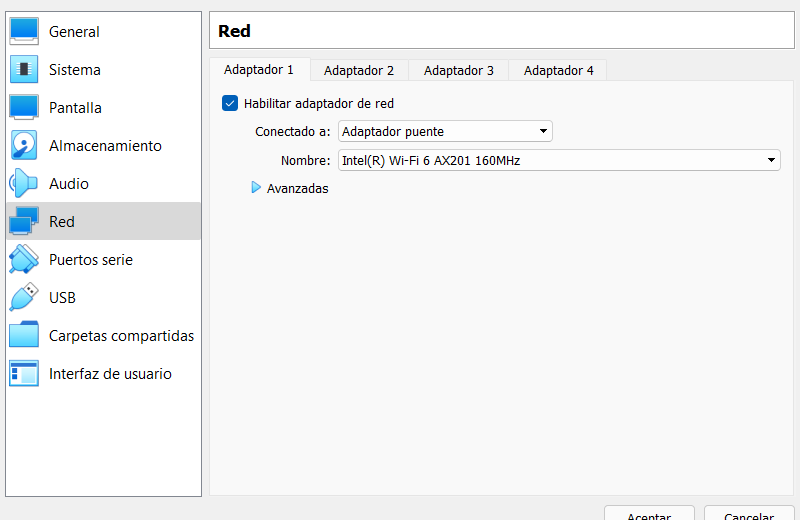 General
Sistema
Pantalla
Almacenamiento
Audio
Red
Puertos serie
USB
Carpetas compartidas
Interfaz de usuario
Red
Adaptador 1 Adaptador 2 Adaptador 3 Adaptador 4
Habilitar adaptador de red
Conectado a: Adaptador puente
Nombre: Intel(R) Wi-Fi 6 AX201 160MHz
Avanzadas
Aceptar Cancelar